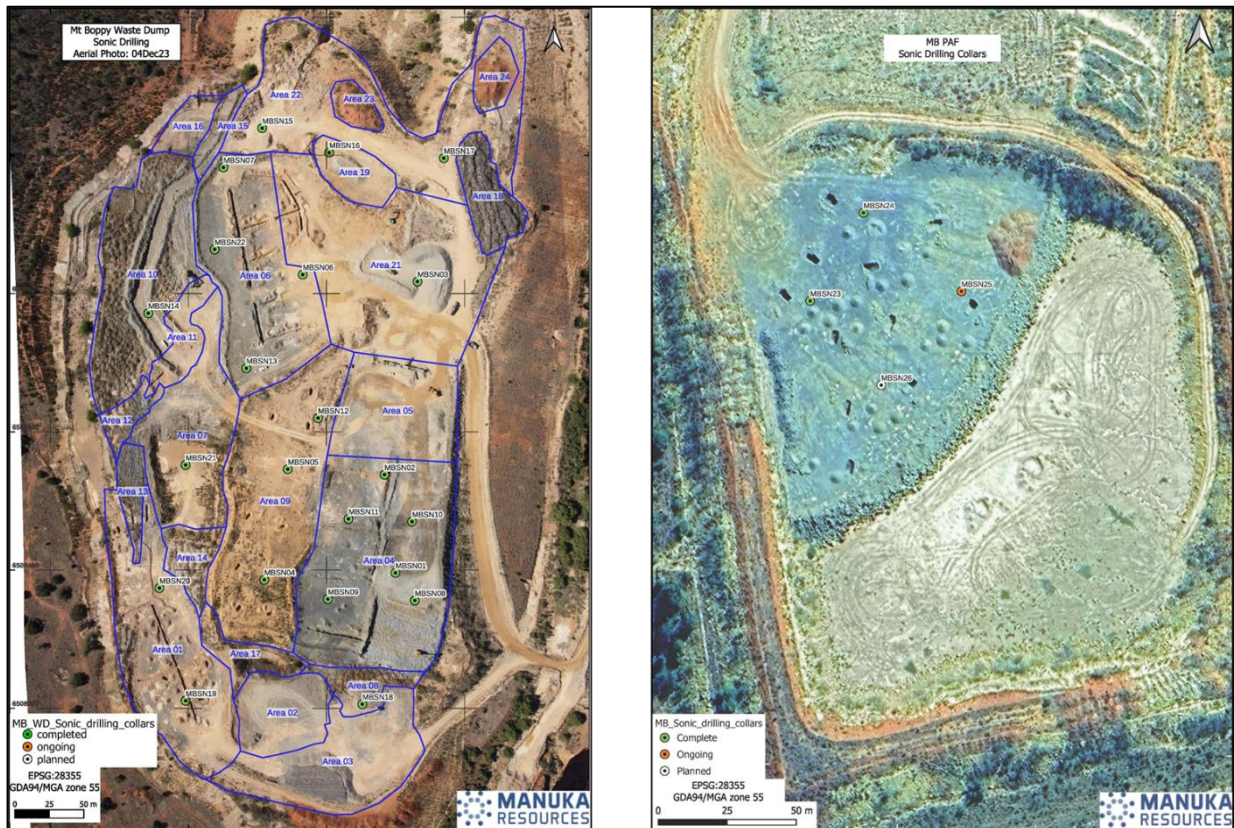 Mt Boppy Waste Dump
Sonic Drilling
Aerial Photo: 04Dec23
Area 24
Area 22
Area 23
Area 16
Area 15
MBSN15
MBSN16
MBSN17
MBSN07
Area 19
Area 18
MBSN22
Area 21
Area 10
Area 06
MBSN06
MBSN03
MBSN14
Area 11
MBSN13
Area 12
MBSN12
Area 05
Area 07
MBSN21
MBSN05
MBSN02
Area 13
Area 09
MBSN11
MBSN10
Area 14
Area 04
MBSN20
MBSN04
MBSN01
MBSN09
MBSN08
Area 01
Area 17
Area 08
MBSN19
MBSN18
Area 02
Area 03
MB_WD_Sonic_drilling_collars
completed
ongoing
planned
EPSG:28355
GDA94/MGA zone 55
0 25 50 m
MANUKA
RESOURCES
MB PAF
Sonic Drilling Collars
MBSN24
MBSN25
MBSN23
MBSN26
MB_Sonic_drilling_collars
Complete
Ongoing
Planned
EPSG:28355
GDA94/MGA zone 55
0 25 50 m
MANUKA
RESOURCES